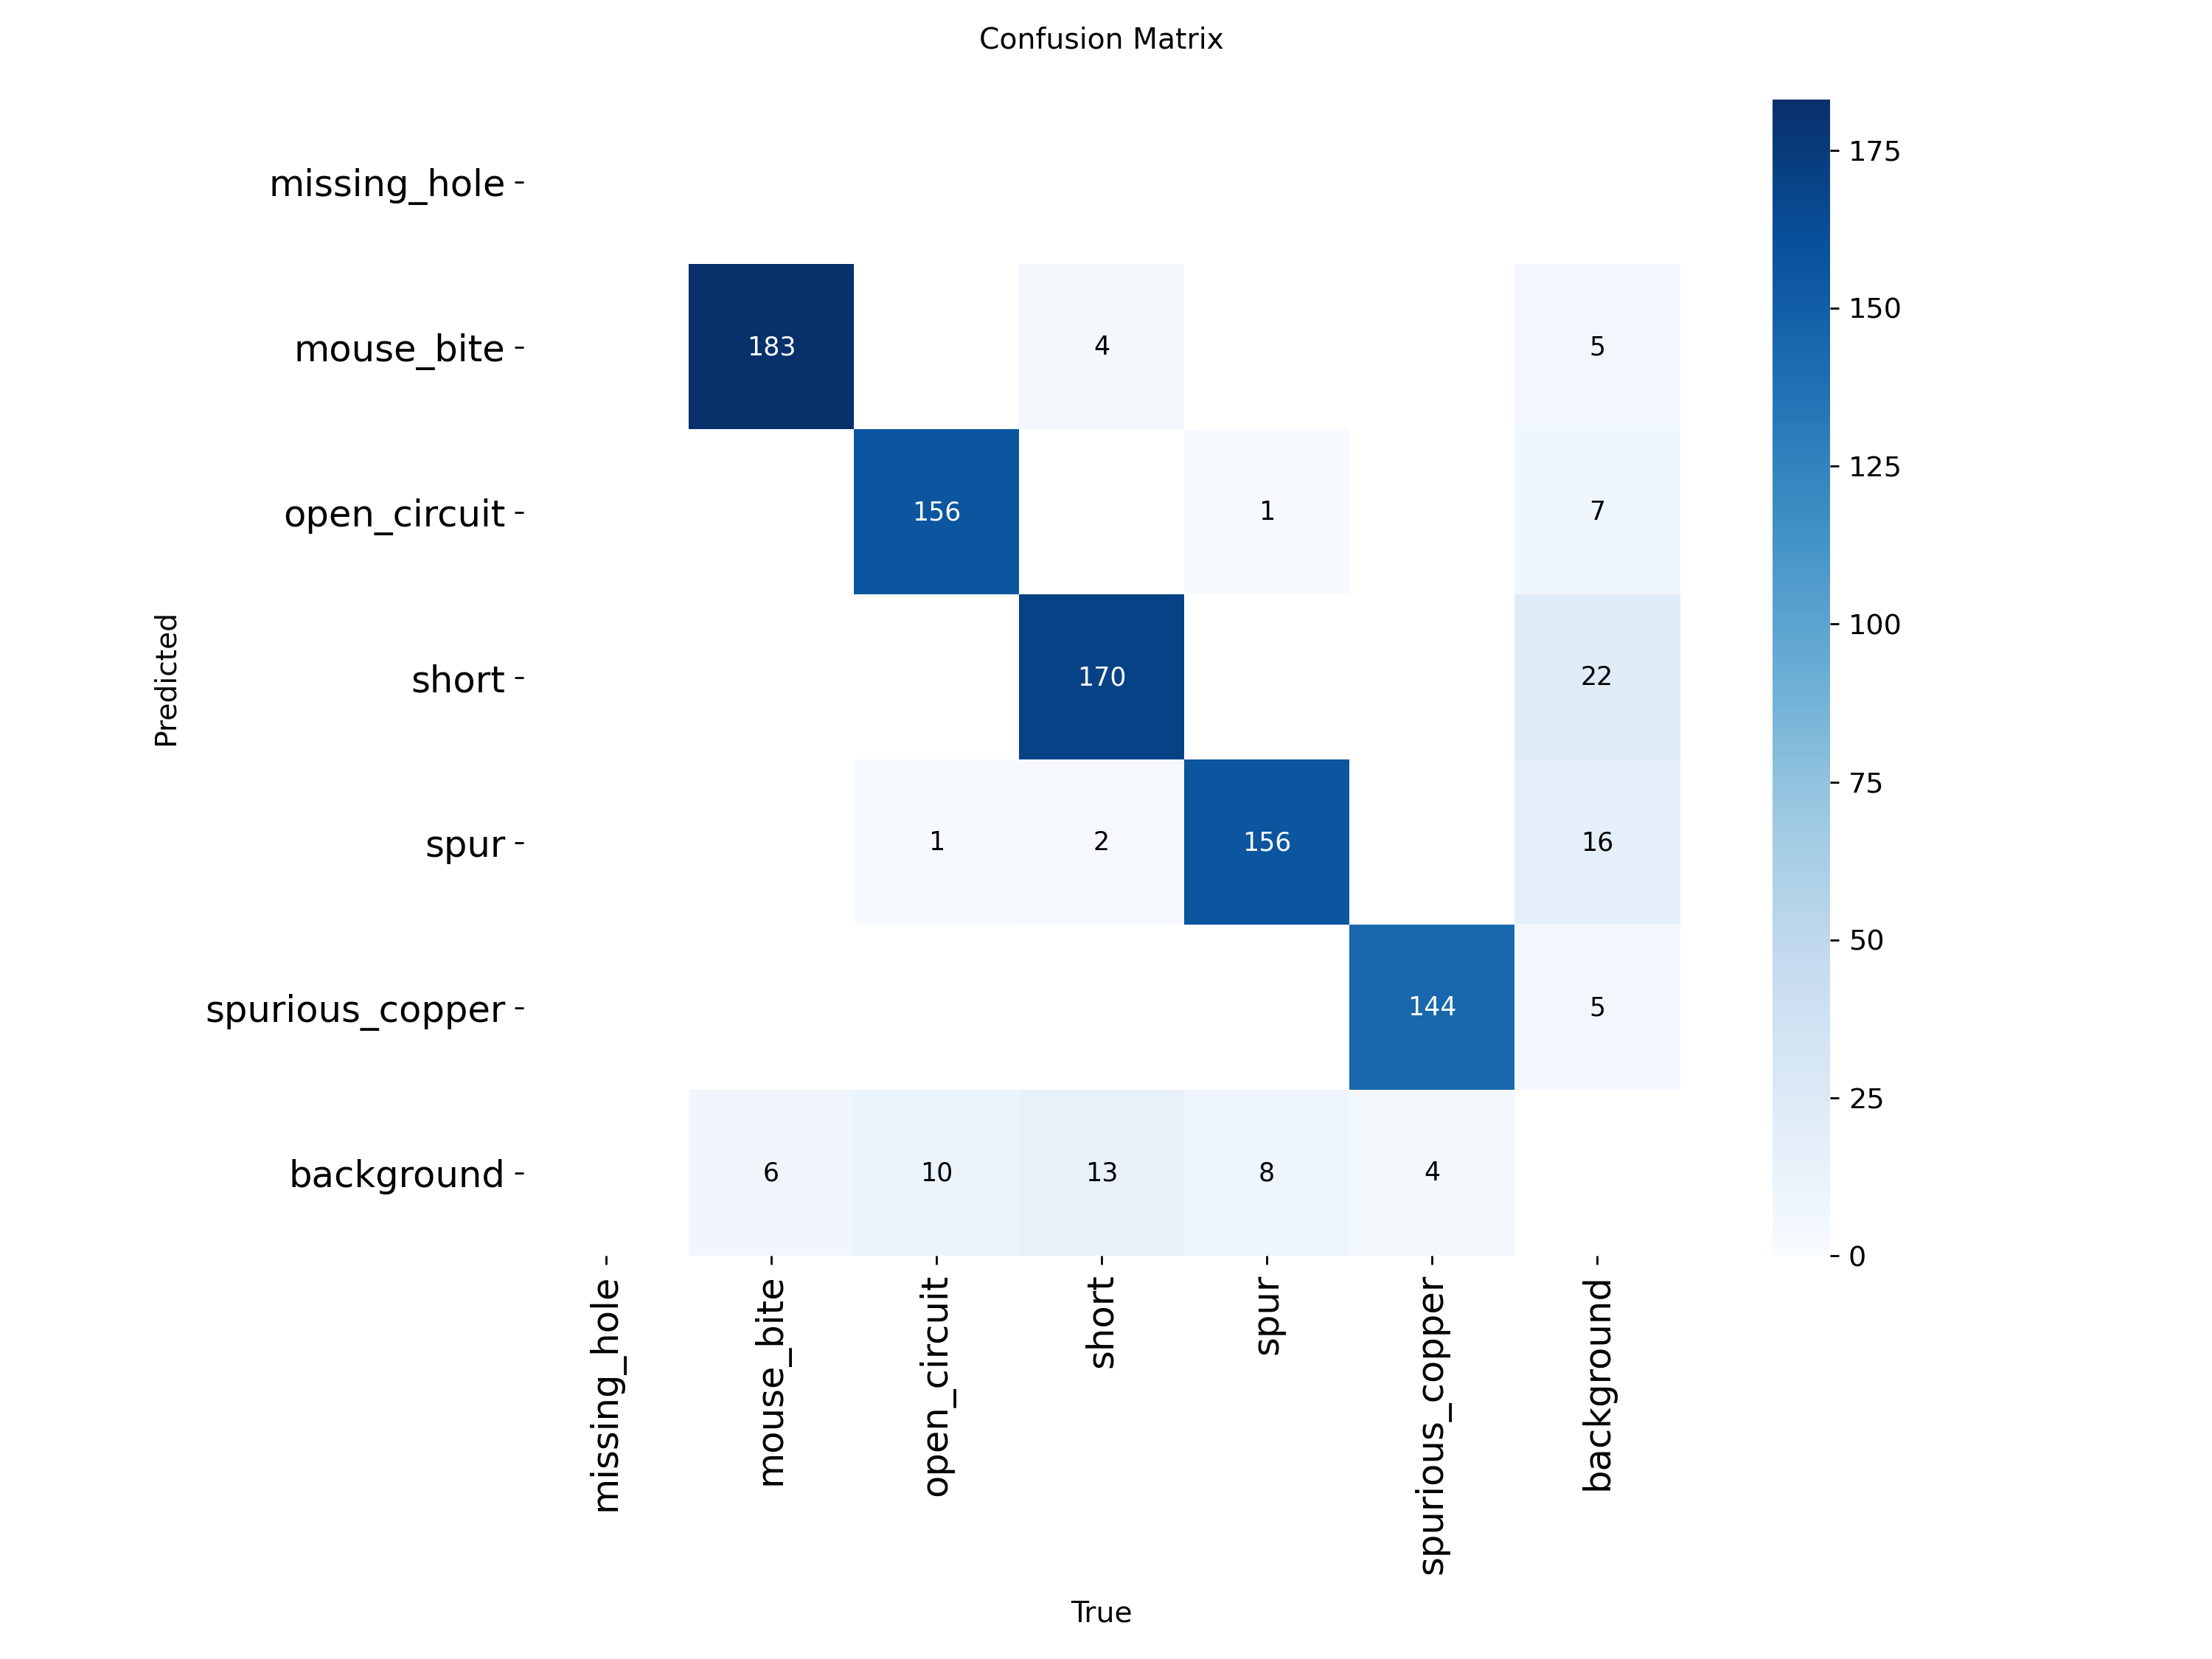 Confusion Matrix
Predicted
missing_hole
mouse_bite 183 4 5
open_circuit 156 1 7
short 170 22
spur 1 2 156 16
spurious_copper 144 5
background 6 10 13 8 4
missing_hole mouse_bite open_circuit short spur spurious_copper background
True
175
150
125
100
75
50
25
0